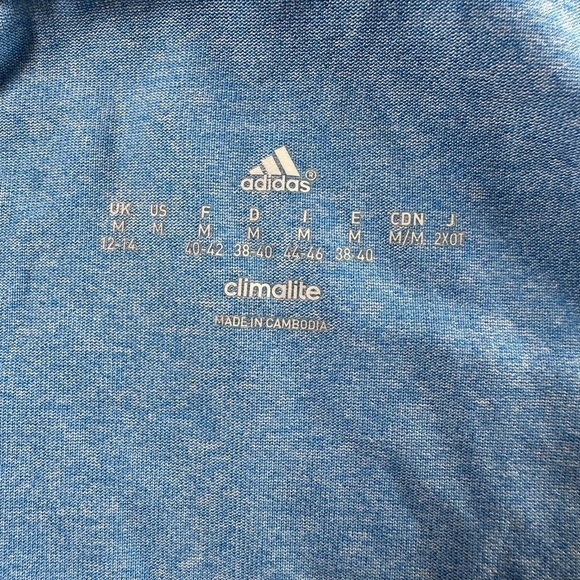 adidas®
UK US F D I E CDN J
M M M M M M M/M 2XOT
12-14 40-42 38-40 44-46 38-40
climalite
MADE IN CAMBODIA